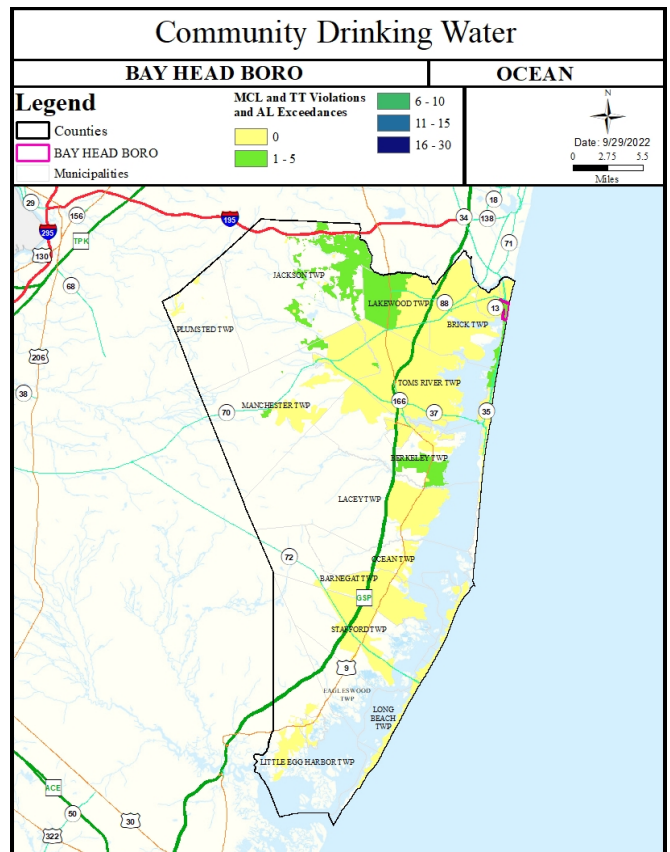 Community Drinking Water
BAY HEAD BORO
OCEAN
Legend
Counties
BAY HEAD BORO
Municipalities
MCL and TT Violations
and AL Exceedances
0
1 - 5
6 - 10
11 - 15
16 - 30
N
Date: 9/29/2022
0 2.75 5.5
Miles
29
156
295
130
TPK
195
34
18
138
71
68
JACKSON TWP
LAKEWOOD TWP
88
13
BRICK TWP
PLUMSTED TWP
206
38
TOMS RIVER TWP
70
MANCHESTER TWP
166
37
35
BERKELEY TWP
LACEY TWP
72
OCEAN TWP
BARNEGAT TWP
GSP
STAFFORD TWP
9
EAGLESWOOD
TWP
LONG
BEACH
TWP
LITTLE EGG HARBOR TWP
ACE
50
30
322